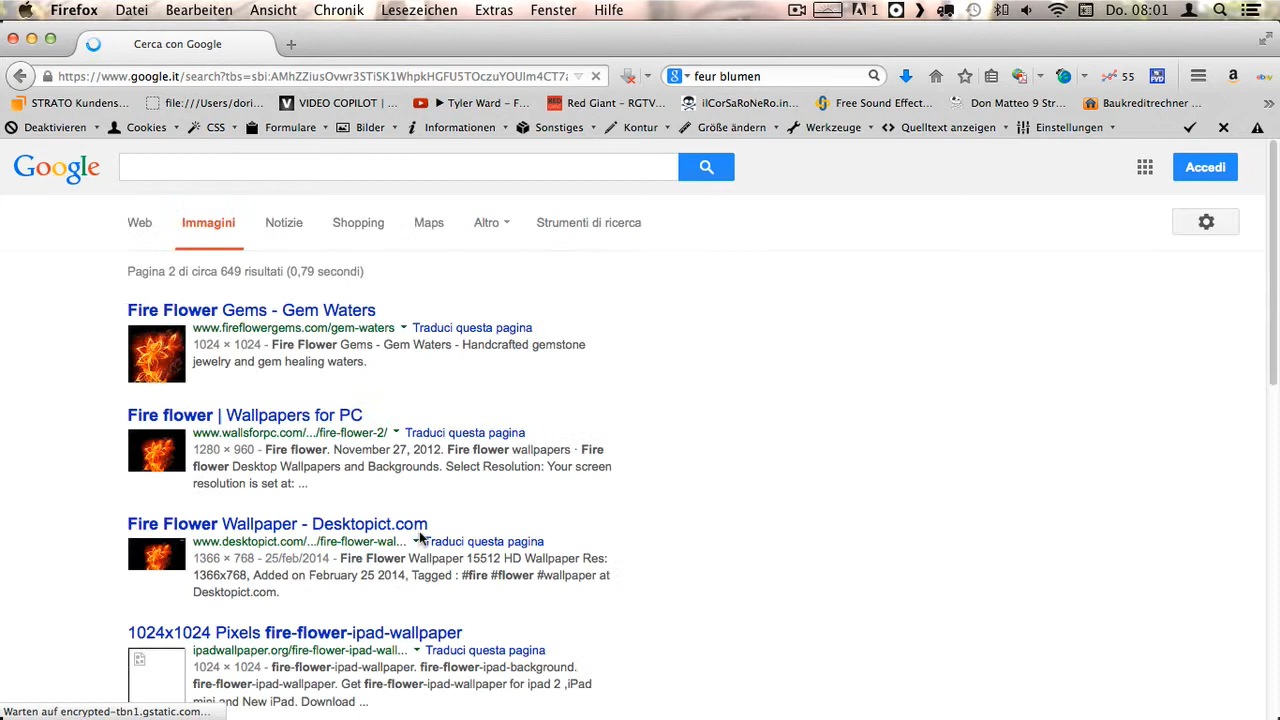 Firefox Datei Bearbeiten Ansicht Chronik Lesezeichen Extras Fenster Hilfe 1 Do. 08:01
Cerca con Google
https://www.google.it/search?tbs=sbi:AMhZZiusOvwr3STiSK1WhpkHGFU5TOczuYOUlm4CT7 feur blumen 55
STRATO Kundens... file:///Users/dori... VIDEO COPILOT | ... Tyler Ward - F... Red Giant - RGTV... ilCorSaRoNeRo.in... Free Sound Effect... Don Matteo 9 Str... Baukreditrechner ...
Deaktivieren Cookies CSS Formulare Bilder Informationen Sonstiges Kontur Größe ändern Werkzeuge Quelltext anzeigen Einstellungen
Google Accedi
Web Immagini Notizie Shopping Maps Altro Strumenti di ricerca
Pagina 2 di circa 649 risultati (0,79 secondi)
Fire Flower Gems - Gem Waters
www.fireflowergems.com/gem-waters Traduci questa pagina
1024 × 1024 - Fire Flower Gems - Gem Waters - Handcrafted gemstone
jewelry and gem healing waters.
Fire flower | Wallpapers for PC
www.wallsforpc.com/.../fire-flower-2/ Traduci questa pagina
1280 × 960 - Fire flower. November 27, 2012. Fire flower wallpapers · Fire
flower Desktop Wallpapers and Backgrounds. Select Resolution: Your screen
resolution is set at: ...
Fire Flower Wallpaper - Desktopict.com
www.desktopict.com/.../fire-flower-wal... Traduci questa pagina
1366 × 768 - 25/feb/2014 - Fire Flower Wallpaper 15512 HD Wallpaper Res:
1366x768, Added on February 25 2014, Tagged : #fire #flower #wallpaper at
Desktopict.com.
1024x1024 Pixels fire-flower-ipad-wallpaper
ipadwallpaper.org/fire-flower-ipad-wall... Traduci questa pagina
1024 × 1024 - fire-flower-ipad-wallpaper. fire-flower-ipad-background.
fire-flower-ipad-wallpaper. Get fire-flower-ipad-wallpaper for ipad 2 ,iPad
mini and New iPad. Download ...
Warten auf encrypted-tbn1.gstatic.com...